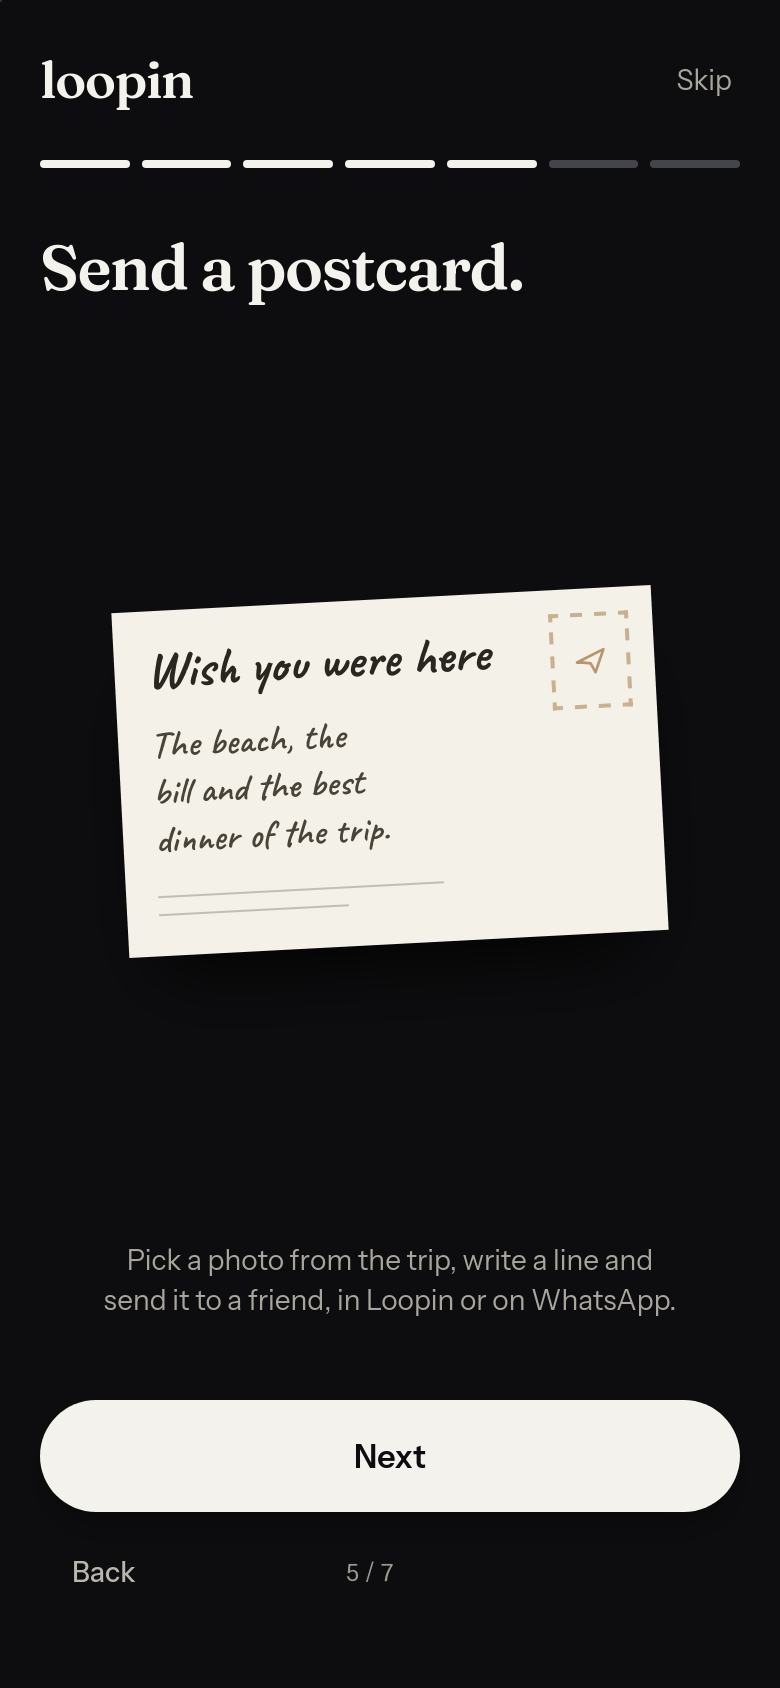 loopin
Skip
Send a postcard.
Wish you were here
The beach, the
bill and the best
dinner of the trip.
Pick a photo from the trip, write a line and
send it to a friend, in Loopin or on WhatsApp.
Next
Back
5 / 7